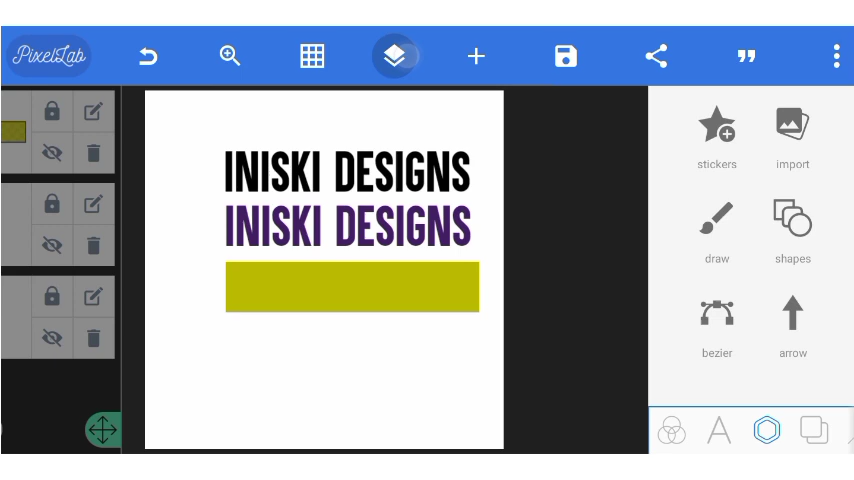 PixelLab
INISKI DESIGNS
INISKI DESIGNS
stickers
import
draw
shapes
bezier
arrow